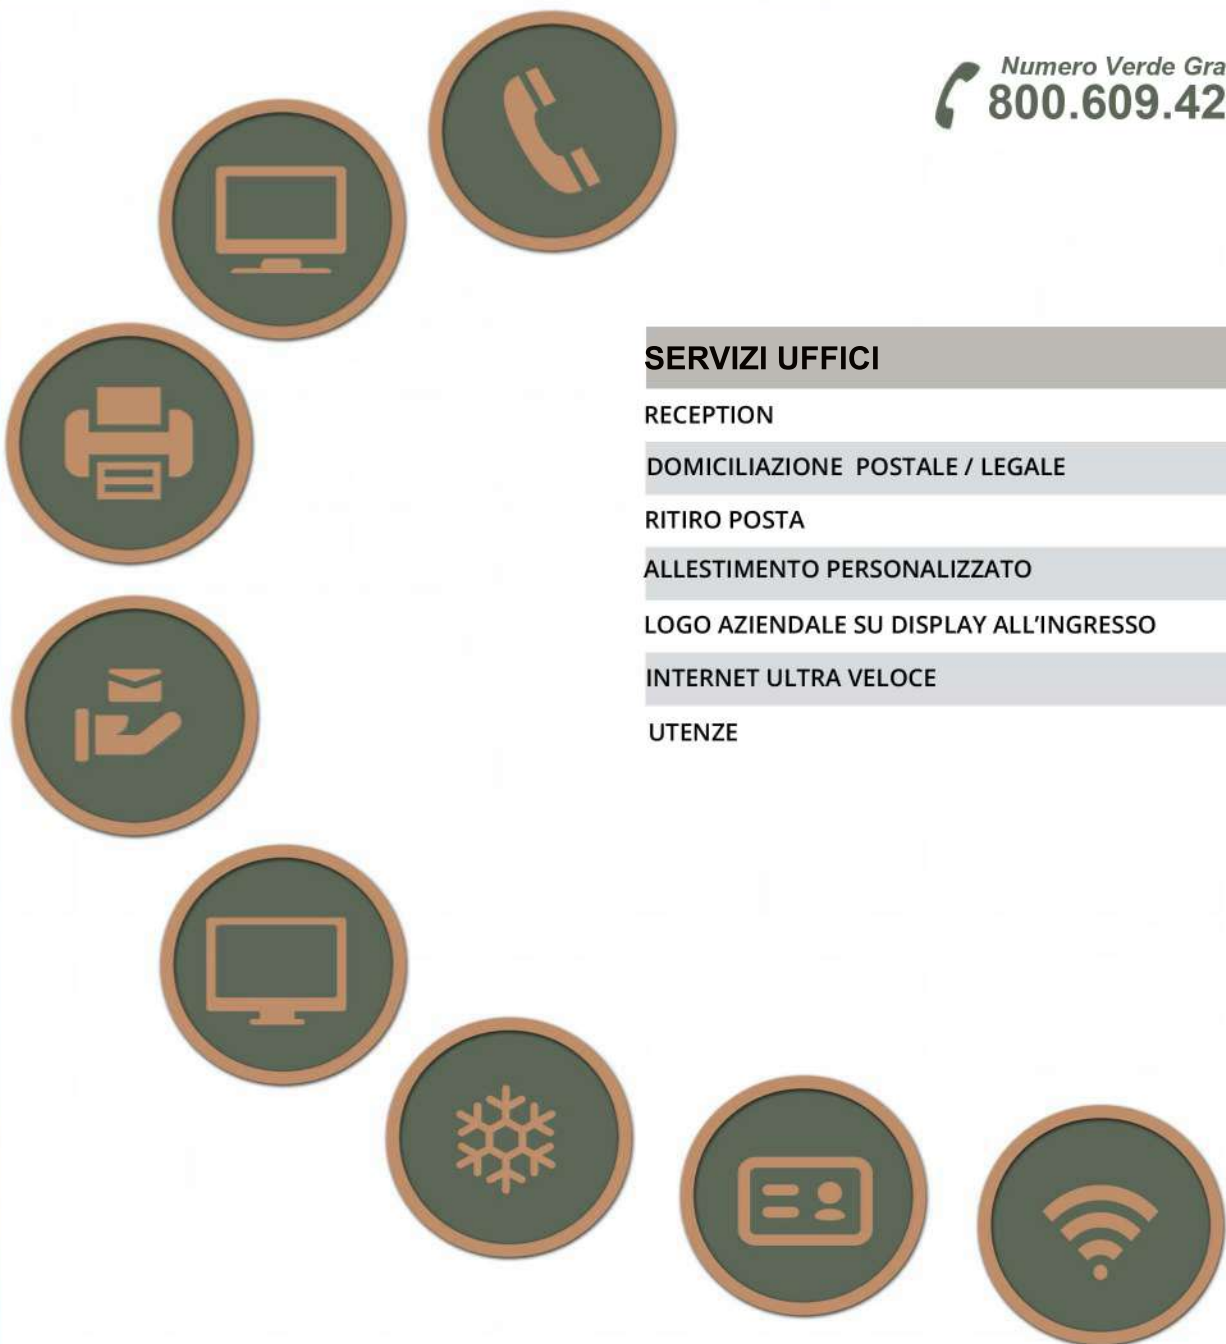 Numero Verde Gra
800.609.42
SERVIZI UFFICI
RECEPTION
DOMICILIAZIONE POSTALE / LEGALE
RITIRO POSTA
ALLESTIMENTO PERSONALIZZATO
LOGO AZIENDALE SU DISPLAY ALL'INGRESSO
INTERNET ULTRA VELOCE
UTENZE